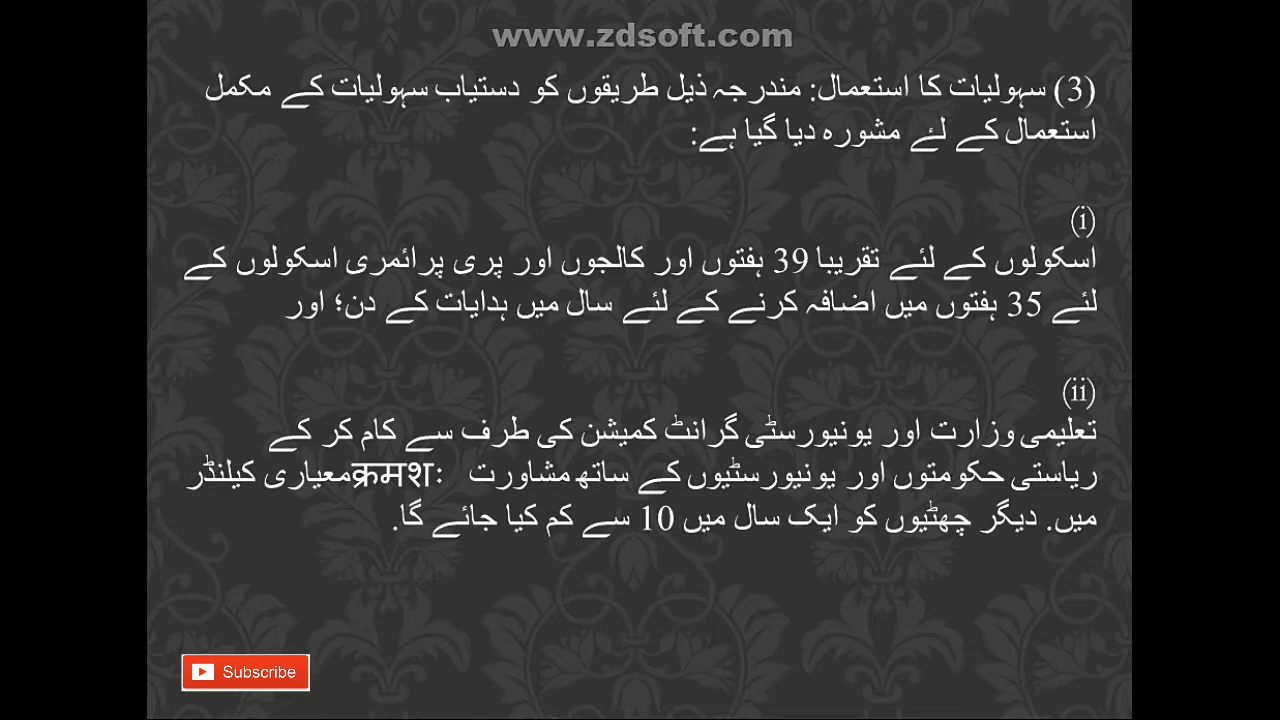 www.zdsoft.com
(3) سہولیات کا استعمال: مندرجہ ذیل طریقوں کو دستیاب سہولیات کے مکمل
استعمال کے لئے مشورہ دیا گیا ہے:
(i)
اسکولوں کے لئے تقریبا 39 ہفتوں اور کالجوں اور پری پرائمری اسکولوں کے
لئے 35 ہفتوں میں اضافہ کرنے کے لئے سال میں ہدایات کے دن؛ اور
(ii)
تعلیمی وزارت اور یونیورسٹی گرانٹ کمیشن کی طرف سے کام کر کے
ریاستی حکومتوں اور یونیورسٹیوں کے ساتھ مشاورت क्रमशः معیاری کیلنڈر
میں. دیگر چھٹیوں کو ایک سال میں 10 سے کم کیا جائے گا.
Subscribe